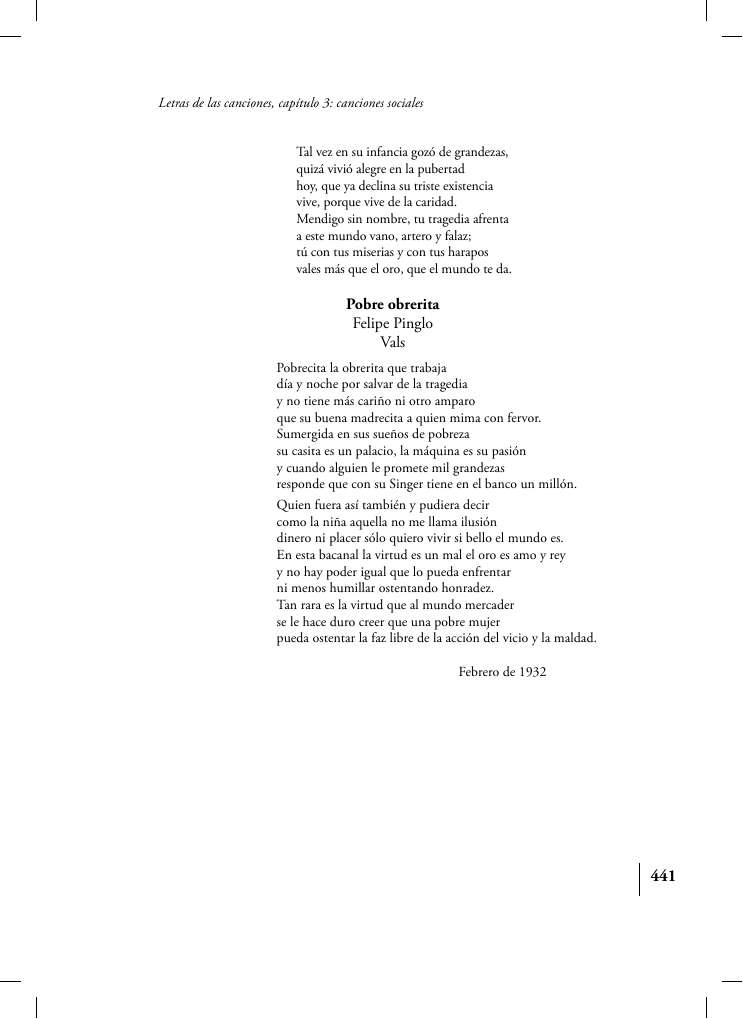 Letras de las canciones, capítulo 3: canciones sociales
Tal vez en su infancia gozó de grandezas,
quizá vivió alegre en la pubertad
hoy, que ya declina su triste existencia
vive, porque vive de la caridad.
Mendigo sin nombre, tu tragedia afrenta
a este mundo vano, artero y falaz;
tú con tus miserias y con tus harapos
vales más que el oro, que el mundo te da.
Pobre obrerita
Felipe Pinglo
Vals
Pobrecita la obrerita que trabaja
día y noche por salvar de la tragedia
y no tiene más cariño ni otro amparo
que su buena madrecita a quien mima con fervor.
Sumergida en sus sueños de pobreza
su casita es un palacio, la máquina es su pasión
y cuando alguien le promete mil grandezas
responde que con su Singer tiene en el banco un millón.
Quien fuera así también y pudiera decir
como la niña aquella no me llama ilusión
dinero ni placer sólo quiero vivir si bello el mundo es.
En esta bacanal la virtud es un mal el oro es amo y rey
y no hay poder igual que lo pueda enfrentar
ni menos humillar ostentando honradez.
Tan rara es la virtud que al mundo mercader
se le hace duro creer que una pobre mujer
pueda ostentar la faz libre de la acción del vicio y la maldad.
Febrero de 1932
441